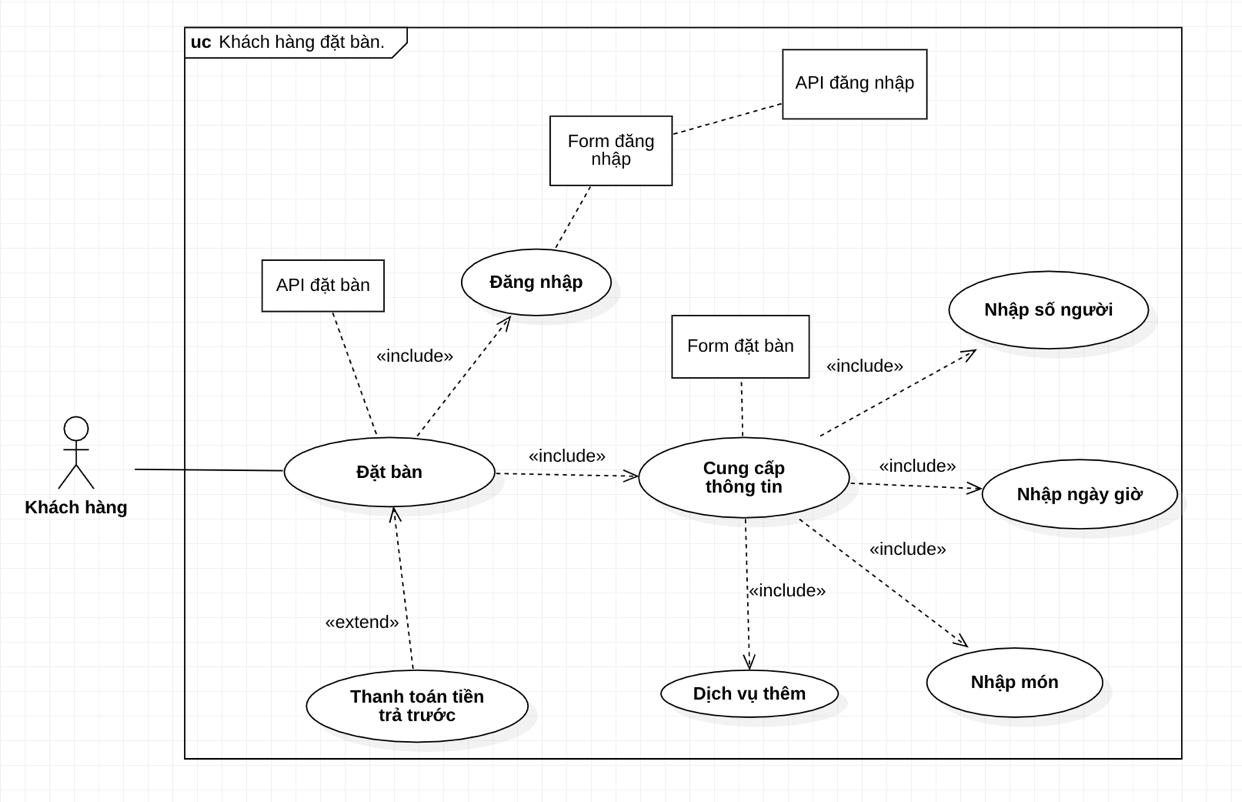 uc Khách hàng đặt bàn.
API đăng nhập
Form đăng
nhập
API đặt bàn
Đăng nhập
Nhập số người
Form đặt bàn
«include»
«include»
Đặt bàn
«include»
Cung cấp
thông tin
«include»
Nhập ngày giờ
Khách hàng
«include»
«include»
«extend»
Thanh toán tiền
trả trước
Dịch vụ thêm
Nhập món